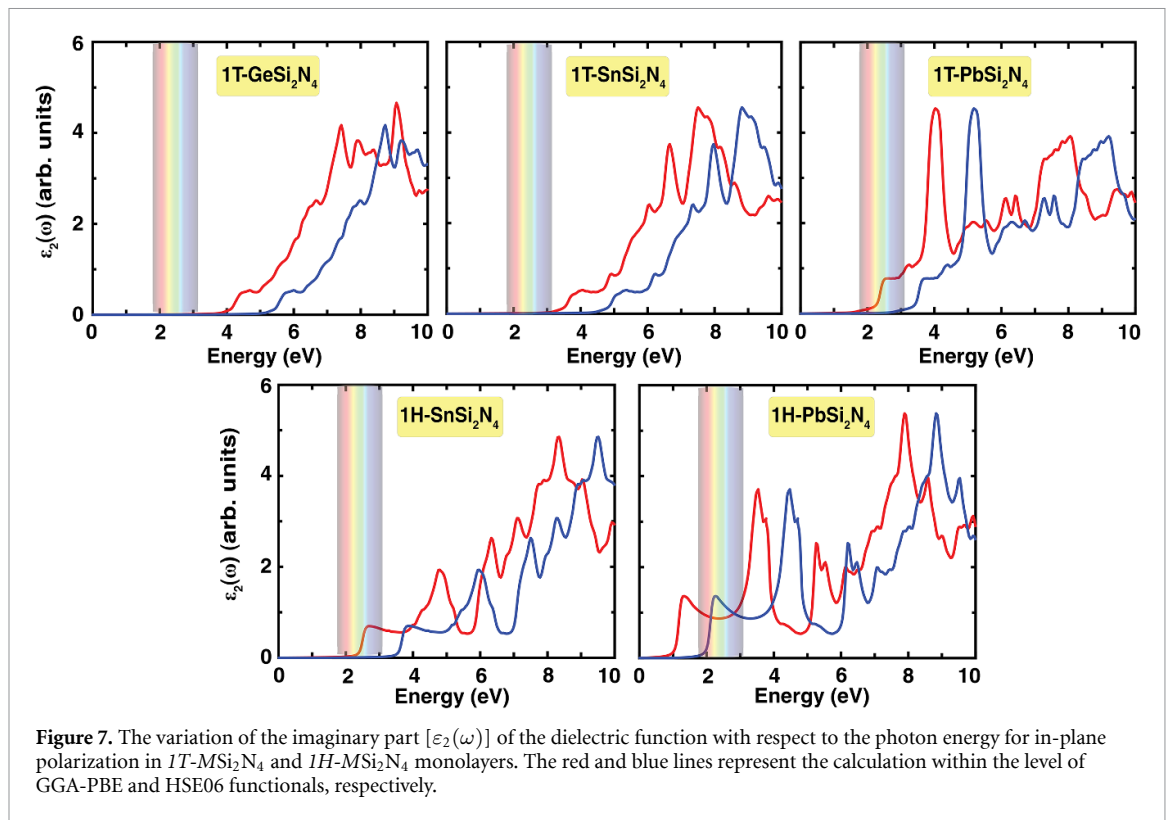 6
4
2
0
ε₂(ω) (arb. units)
1T-GeSi₂N₄
0 2 4 6 8 10
Energy (eV)
1T-SnSi₂N₄
0 2 4 6 8 10
Energy (eV)
1T-PbSi₂N₄
0 2 4 6 8 10
Energy (eV)
6
4
2
0
ε₂(ω) (arb. units)
1H-SnSi₂N₄
0 2 4 6 8 10
Energy (eV)
1H-PbSi₂N₄
0 2 4 6 8 10
Energy (eV)
Figure 7. The variation of the imaginary part [ε₂(ω)] of the dielectric function with respect to the photon energy for in-plane
polarization in 1T-MSi₂N₄ and 1H-MSi₂N₄ monolayers. The red and blue lines represent the calculation within the level of
GGA-PBE and HSE06 functionals, respectively.